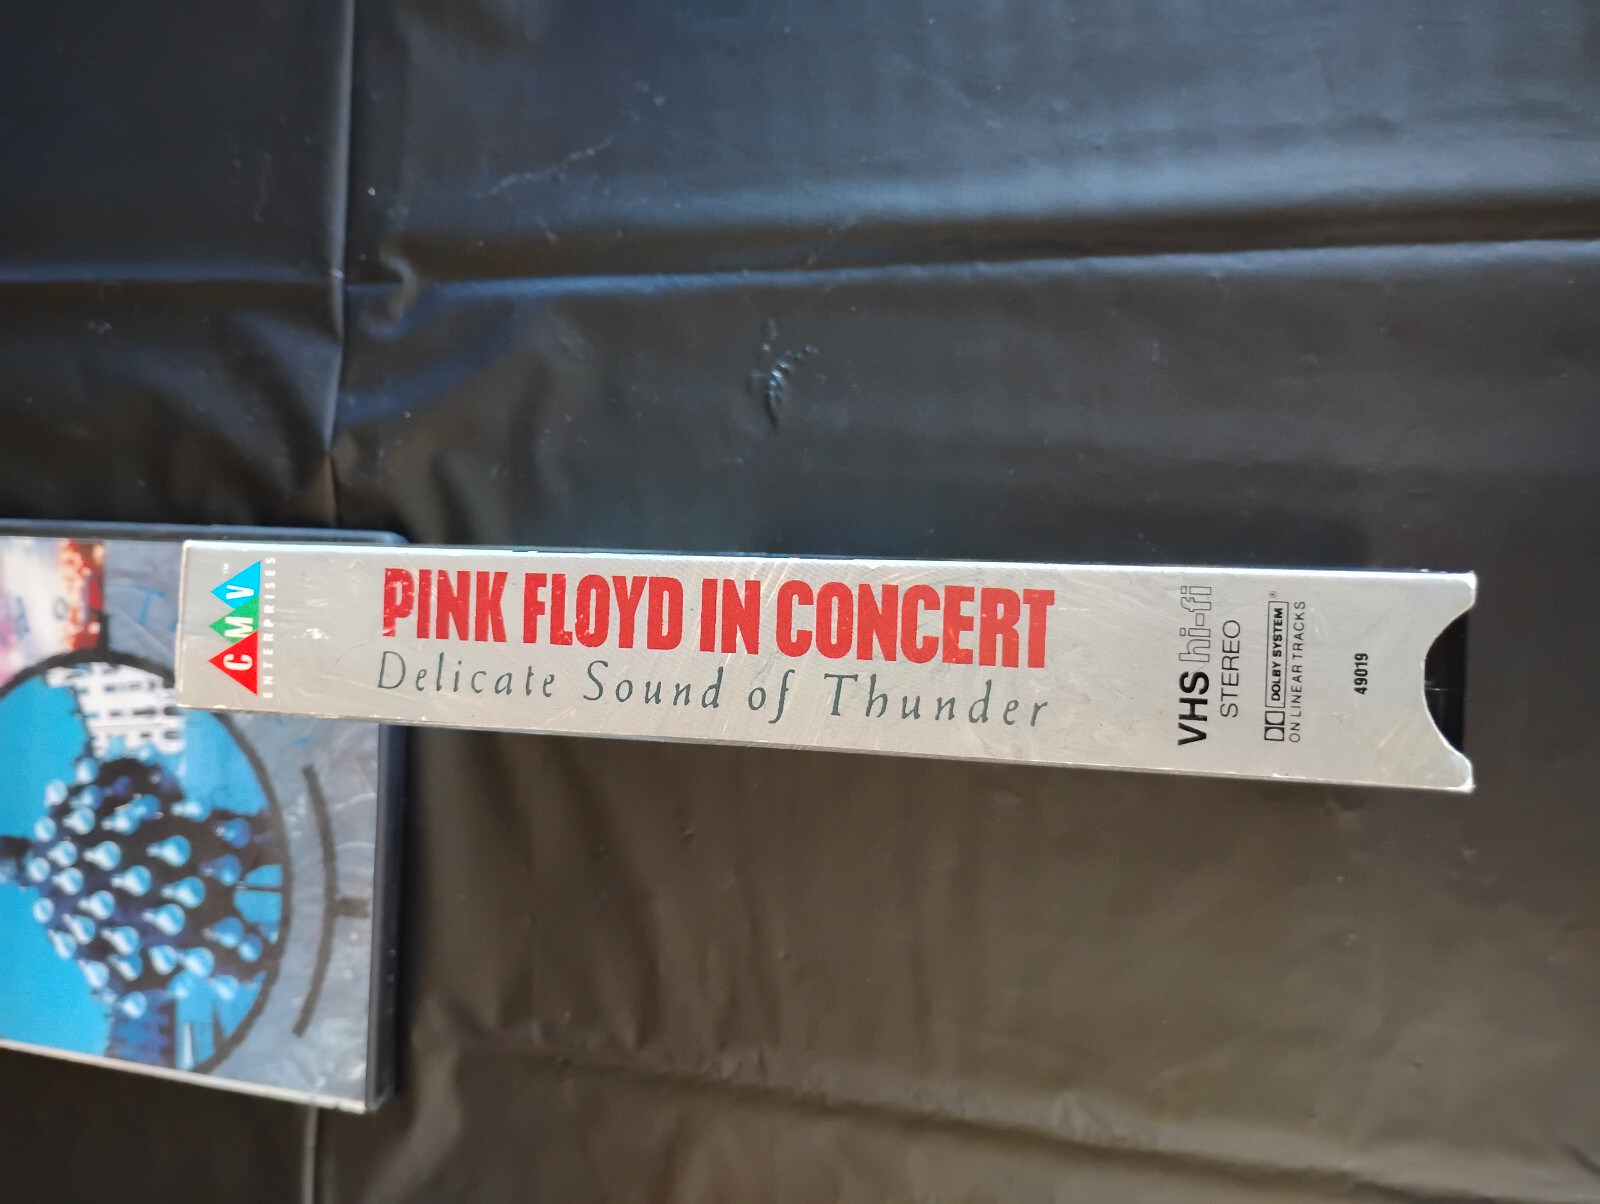 CMV™
ENTERPRISES
PINK FLOYD IN CONCERT
Delicate Sound of Thunder
VHS hi-fi
STEREO
DOLBY SYSTEM®
ON LINEAR TRACKS
49019